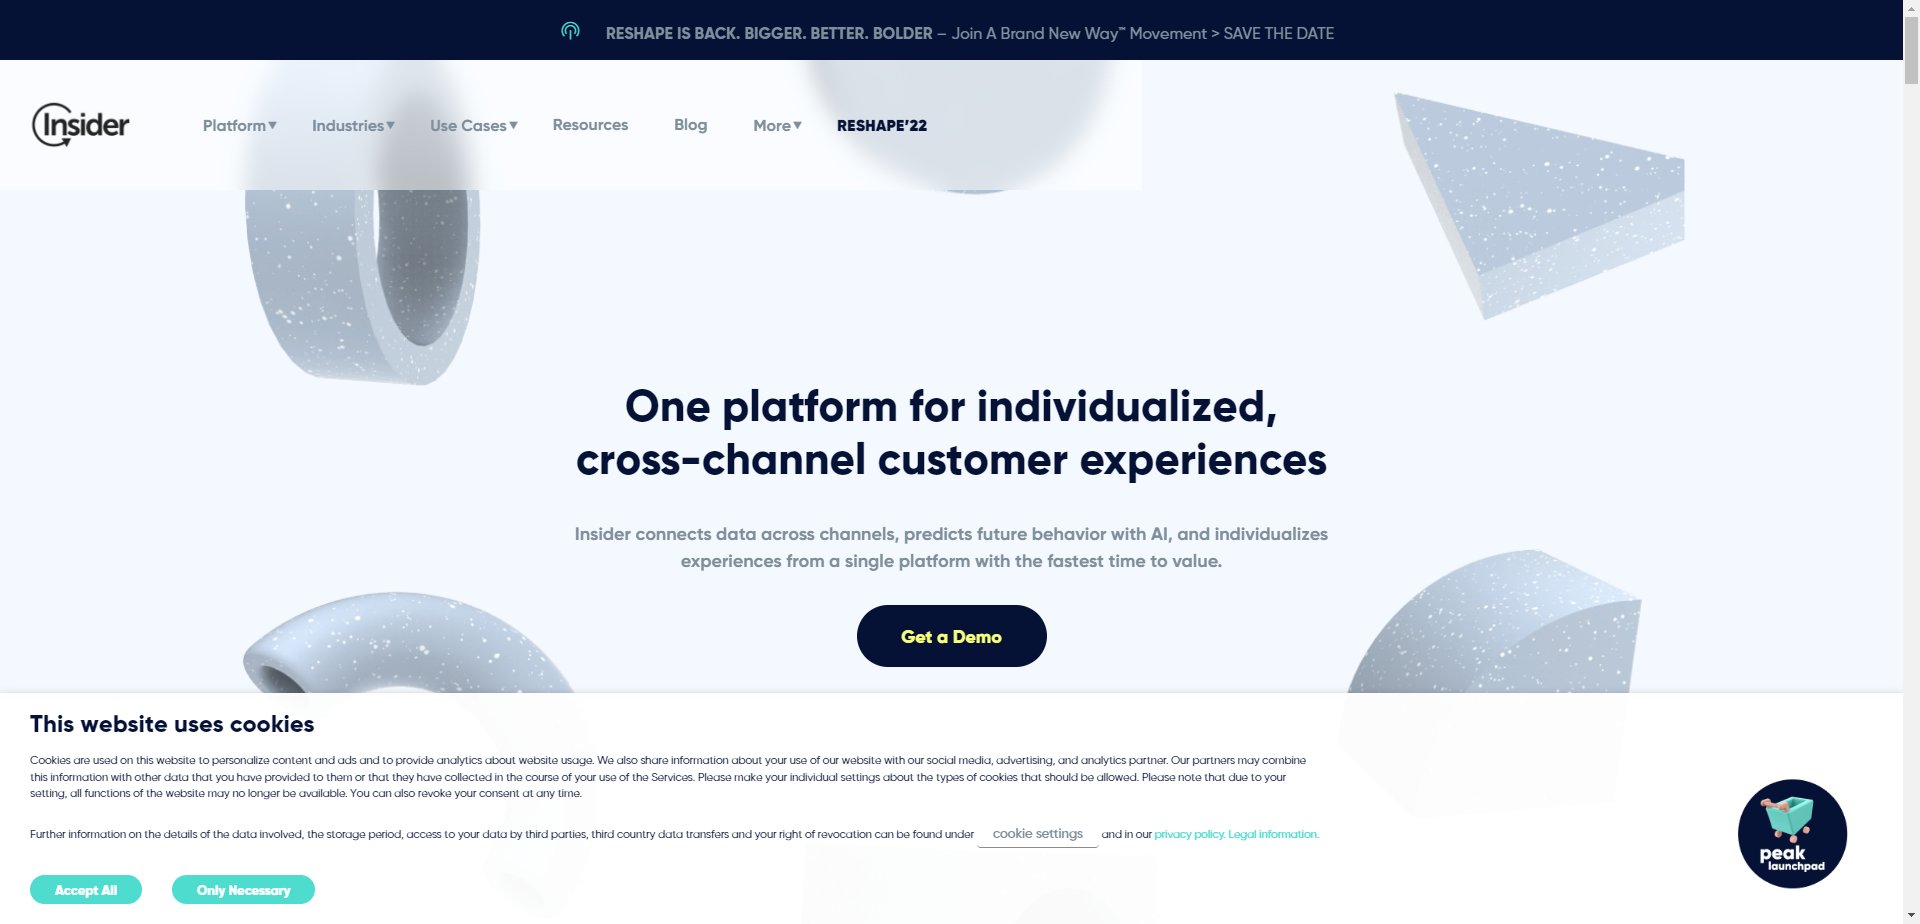 RESHAPE IS BACK. BIGGER. BETTER. BOLDER – Join A Brand New Way™ Movement > SAVE THE DATE
Insider
Platform▾ Industries▾ Use Cases▾ Resources Blog More▾ RESHAPE’22
One platform for individualized,
cross-channel customer experiences
Insider connects data across channels, predicts future behavior with AI, and individualizes
experiences from a single platform with the fastest time to value.
Get a Demo
This website uses cookies
Cookies are used on this website to personalize content and ads and to provide analytics about website usage. We also share information about your use of our website with our social media, advertising, and analytics partner. Our partners may combine
this information with other data that you have provided to them or that they have collected in the course of your use of the Services. Please make your individual settings about the types of cookies that should be allowed. Please note that due to your
setting, all functions of the website may no longer be available. You can also revoke your consent at any time.
Further information on the details of the data involved, the storage period, access to your data by third parties, third country data transfers and your right of revocation can be found under cookie settings and in our privacy policy. Legal information.
Accept All Only Necessary
peak
launchpad